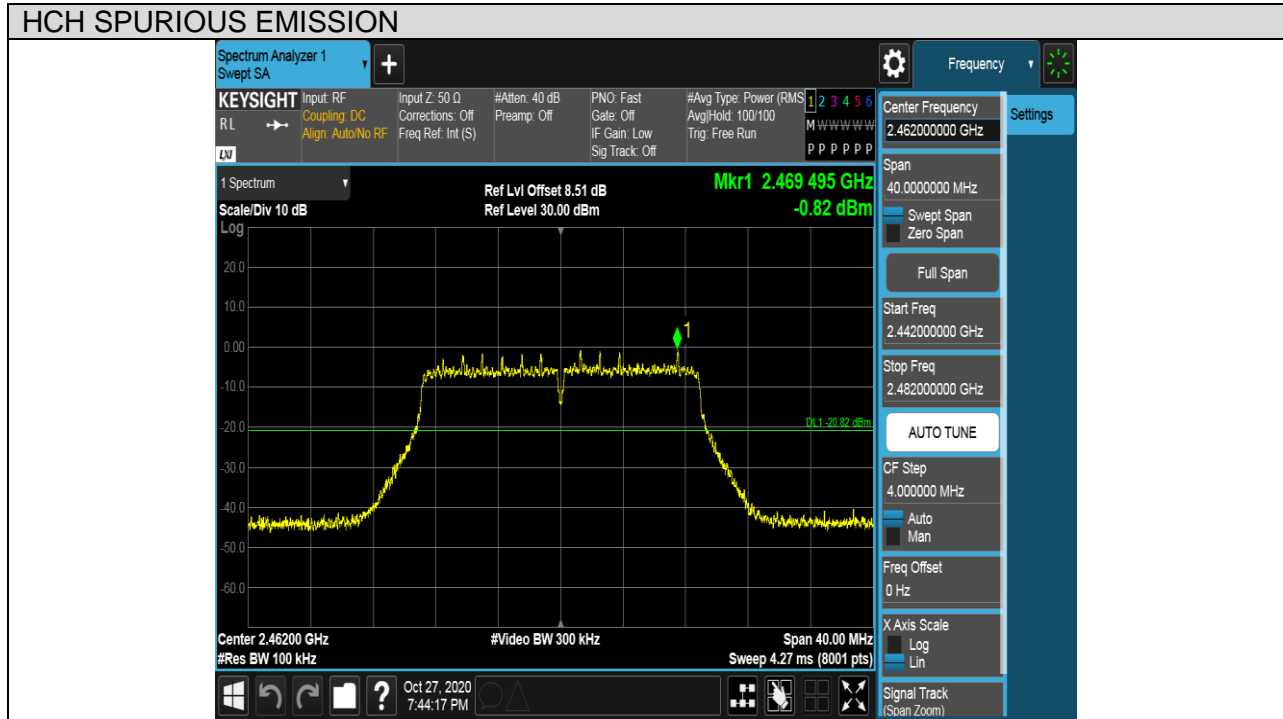 HCH SPURIOUS EMISSION
Spectrum Analyzer 1
Swept SA
Frequency
KEYSIGHT
RL
LXI
Input: RF
Coupling: DC
Align: Auto/No RF
Input Z: 50 Ω
Corrections: Off
Freq Ref: Int (S)
#Atten: 40 dB
Preamp: Off
PNO: Fast
Gate: Off
IF Gain: Low
Sig Track: Off
#Avg Type: Power (RMS
Avg|Hold: 100/100
Trig: Free Run
1 2 3 4 5 6
M W W W W W
P P P P P P
1 Spectrum
Scale/Div 10 dB
Ref Lvl Offset 8.51 dB
Ref Level 30.00 dBm
Mkr1 2.469 495 GHz
-0.82 dBm
Log
20.0
10.0
0.00
-10.0
-20.0
-30.0
-40.0
-50.0
-60.0
1
DL1 -20.82 dBm
Center 2.46200 GHz
#Res BW 100 kHz
#Video BW 300 kHz
Span 40.00 MHz
Sweep 4.27 ms (8001 pts)
?
Oct 27, 2020
7:44:17 PM
Center Frequency
2.462000000 GHz
Settings
Span
40.0000000 MHz
Swept Span
Zero Span
Full Span
Start Freq
2.442000000 GHz
Stop Freq
2.482000000 GHz
AUTO TUNE
CF Step
4.000000 MHz
Auto
Man
Freq Offset
0 Hz
X Axis Scale
Log
Lin
Signal Track
(Span Zoom)